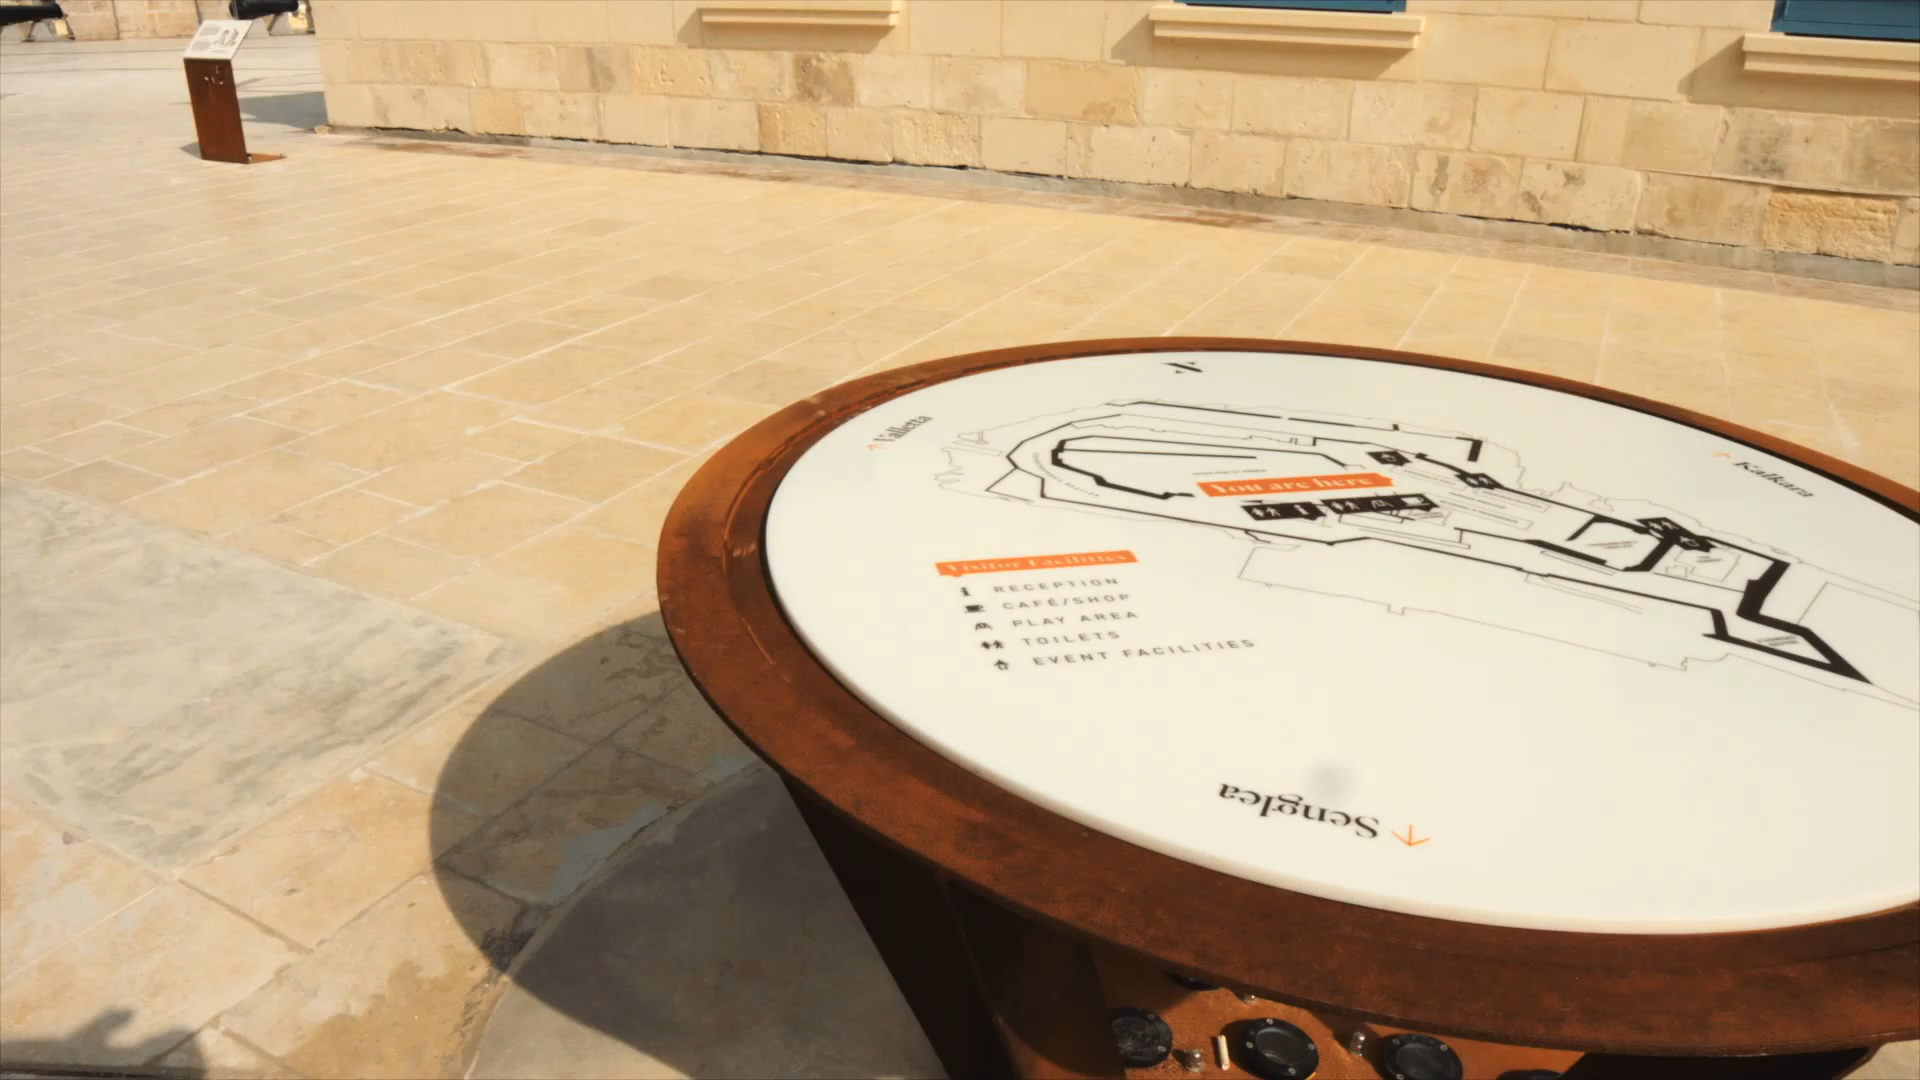 N
Valletta
Kalkara
You are here
Visitor Facilities
RECEPTION
CAFÉ/SHOP
PLAY AREA
TOILETS
EVENT FACILITIES
Senglea